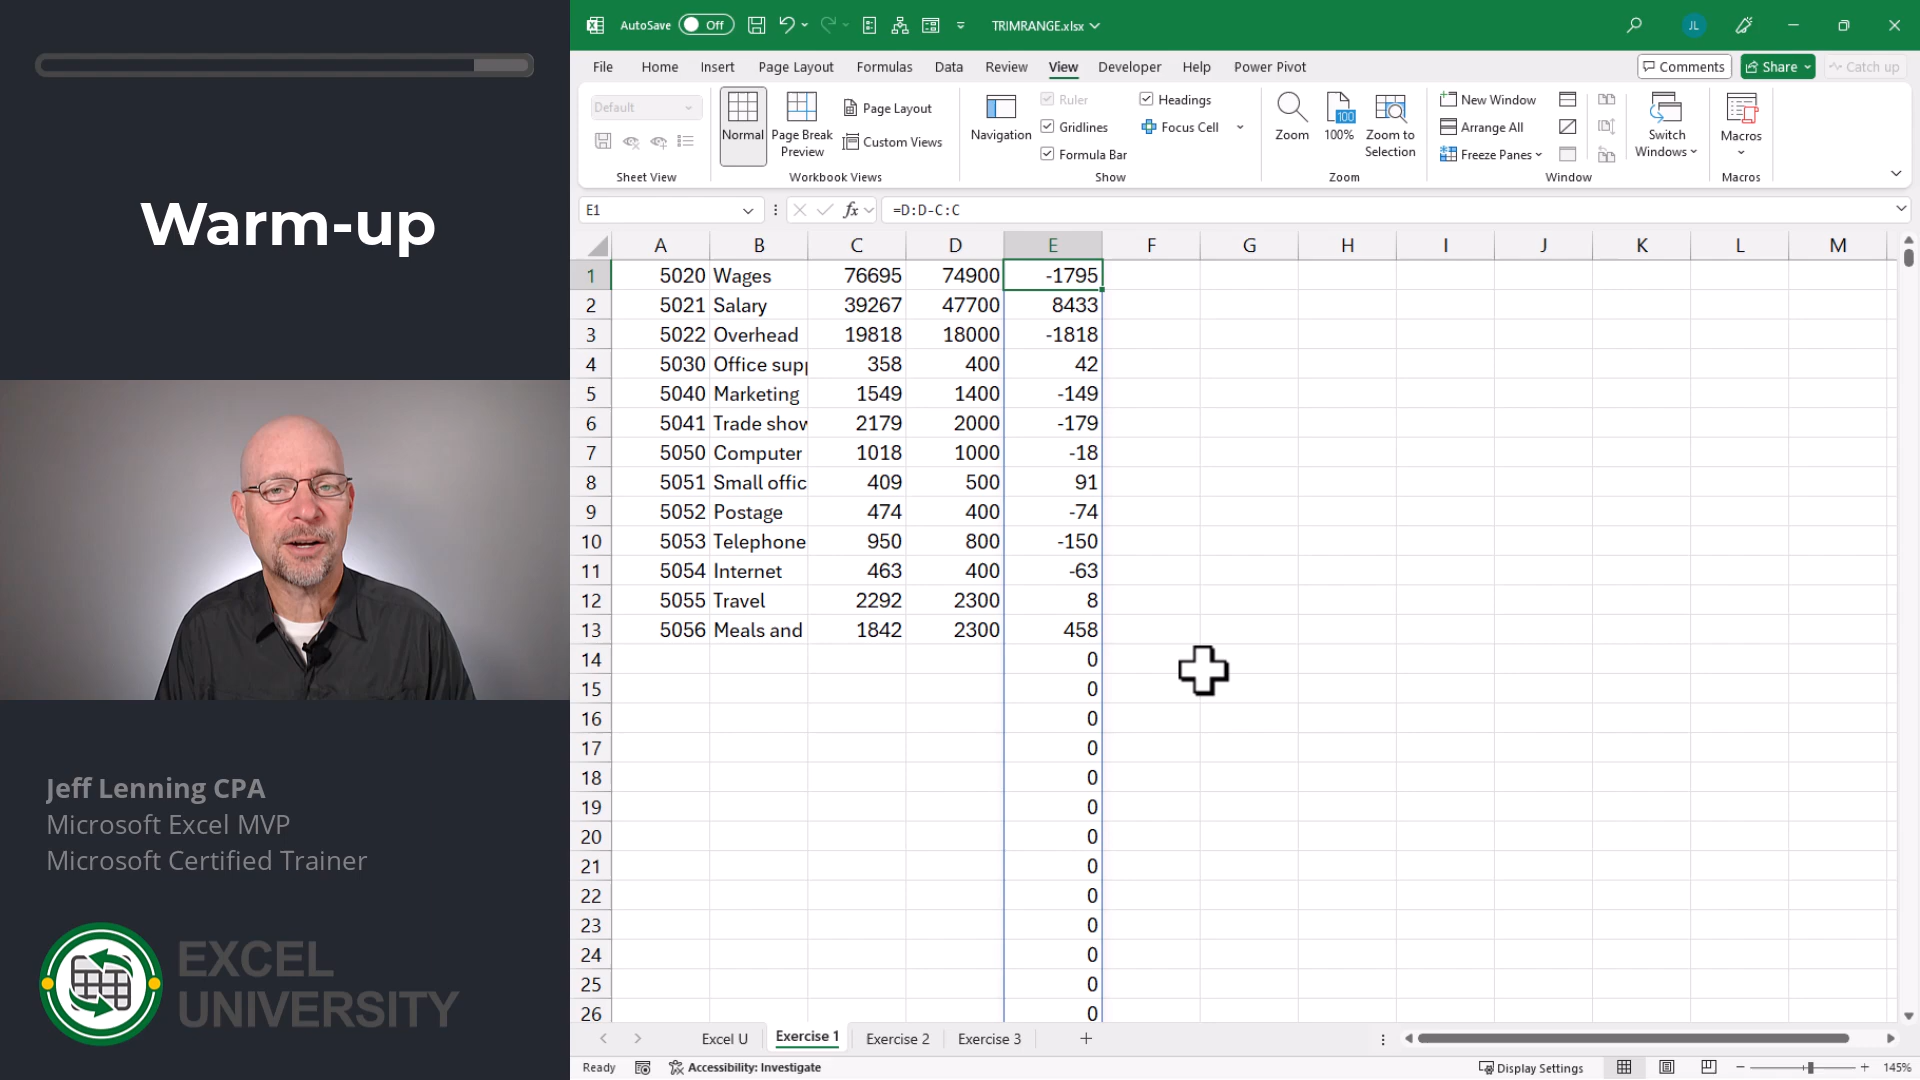 Warm-up
Jeff Lenning CPA
Microsoft Excel MVP
Microsoft Certified Trainer
EXCEL
UNIVERSITY
AutoSave Off TRIMRANGE.xlsx JL
File Home Insert Page Layout Formulas Data Review View Developer Help Power Pivot Comments Share Catch up
Default
Sheet View
Normal
Page Break
Preview
Page Layout
Custom Views
Workbook Views
Navigation
Ruler
Gridlines
Formula Bar
Headings
Focus Cell
Show
Zoom
100
100%
Zoom to
Selection
Zoom
New Window
Arrange All
Freeze Panes
Switch
Windows
Window
Macros
Macros
E1 fx =D:D-C:C
A B C D E F G H I J K L M
1 5020 Wages 76695 74900 -1795
2 5021 Salary 39267 47700 8433
3 5022 Overhead 19818 18000 -1818
4 5030 Office sup 358 400 42
5 5040 Marketing 1549 1400 -149
6 5041 Trade show 2179 2000 -179
7 5050 Computer 1018 1000 -18
8 5051 Small offic 409 500 91
9 5052 Postage 474 400 -74
10 5053 Telephone 950 800 -150
11 5054 Internet 463 400 -63
12 5055 Travel 2292 2300 8
13 5056 Meals and 1842 2300 458
14 0
15 0
16 0
17 0
18 0
19 0
20 0
21 0
22 0
23 0
24 0
25 0
26 0
Excel U Exercise 1 Exercise 2 Exercise 3
Ready Accessibility: Investigate Display Settings 145%